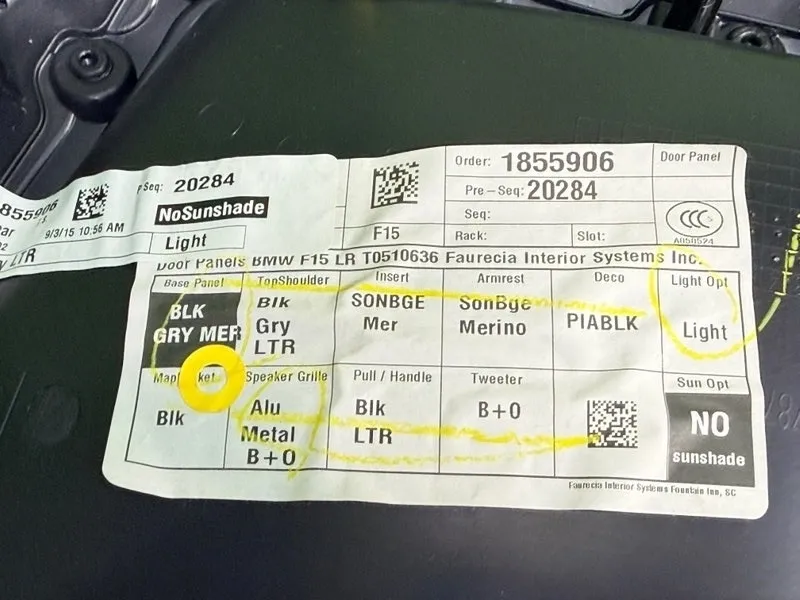 855906
9/3/15 10:56 AM
LTR
Seq: 20284
NoSunshade
Light
F15
Order: 1855906
Pre-Seq: 20284
Seq:
Rack: Slot:
Door Panel
CCC
A050524
Door Panels BMW F15 LR T0510636 Faurecia Interior Systems Inc.
Base Panel TopShoulder Insert Armrest Deco Light Opt
BLK
GRY MER
Blk
Gry
LTR
SONBGE
Mer
SonBge
Merino
PIABLK
Light
Speaker Grille Pull / Handle Tweeter Sun Opt
Blk
Alu
Metal
B+O
Blk
LTR
B+O
NO
sunshade
Faurecia Interior Systems Fountain Inn, SC